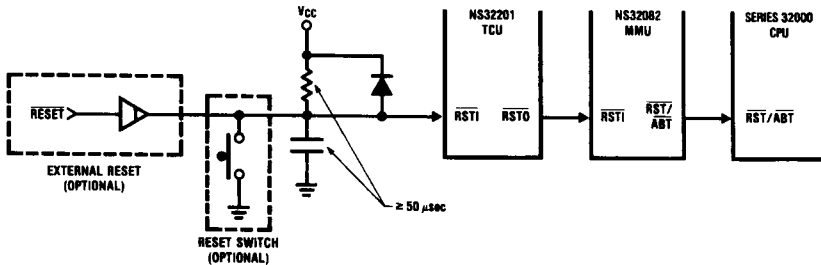 VCC
NS32201
TCU
NS32082
MMU
SERIES 32000
CPU
RESET
RSTI
RSTO
RSTI
RST/
ABT
RST/ABT
EXTERNAL RESET
(OPTIONAL)
≥ 50 μsec
RESET SWITCH
(OPTIONAL)